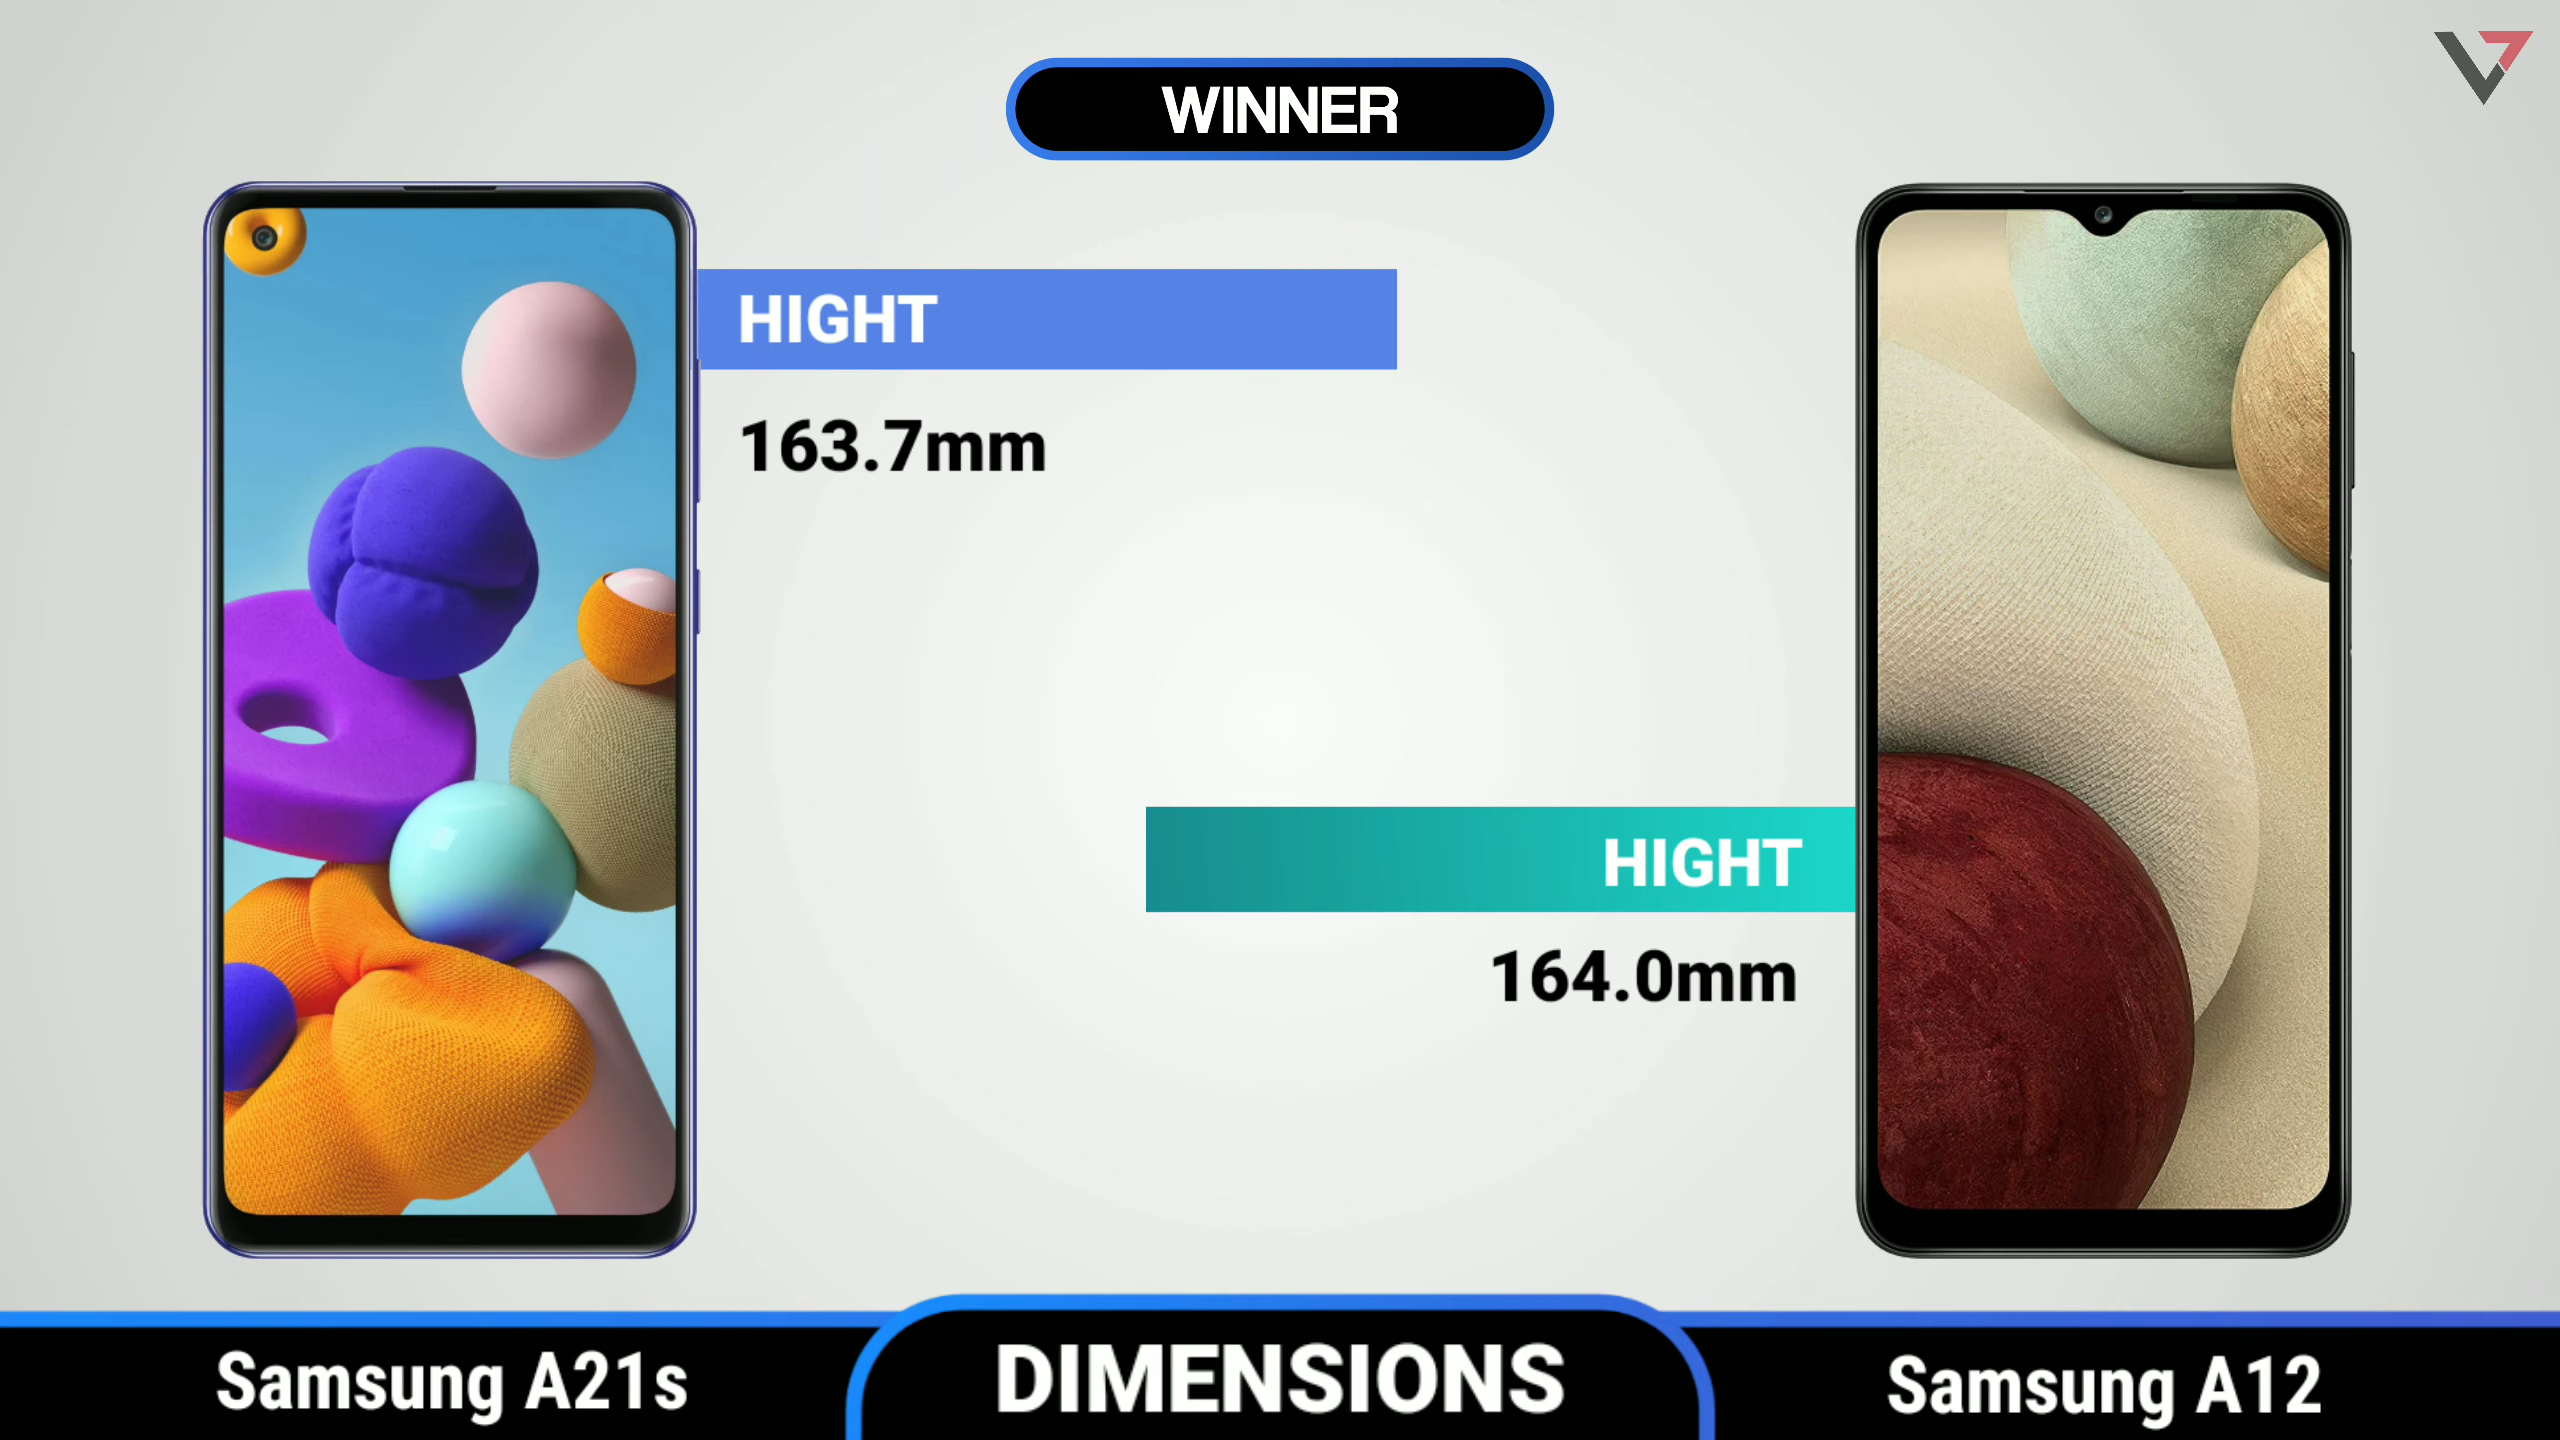 WINNER
HIGHT
163.7mm
HIGHT
164.0mm
Samsung A21s
DIMENSIONS
Samsung A12